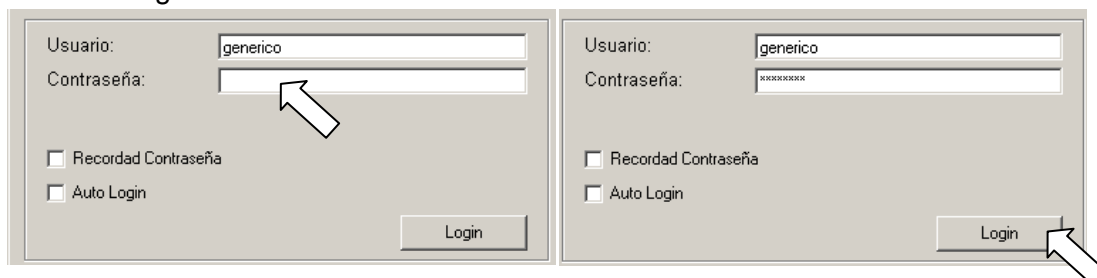 Usuario: generico
Contraseña:
Recordad Contraseña
Auto Login
Login
Usuario: generico
Contraseña: ××××××××
Recordad Contraseña
Auto Login
Login